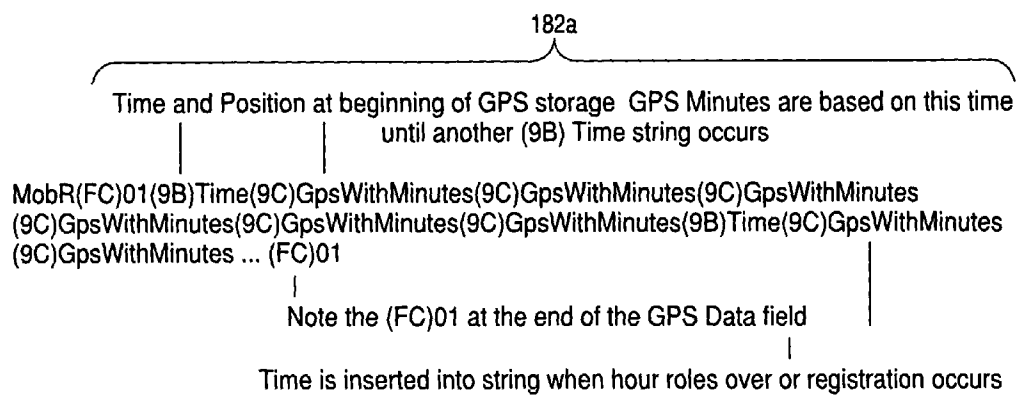 182a
Time and Position at beginning of GPS storage GPS Minutes are based on this time
until another (9B) Time string occurs
MobR(FC)01(9B)Time(9C)GpsWithMinutes(9C)GpsWithMinutes(9C)GpsWithMinutes
(9C)GpsWithMinutes(9C)GpsWithMinutes(9C)GpsWithMinutes(9B)Time(9C)GpsWithMinutes
(9C)GpsWithMinutes ... (FC)01
Note the (FC)01 at the end of the GPS Data field
Time is inserted into string when hour roles over or registration occurs